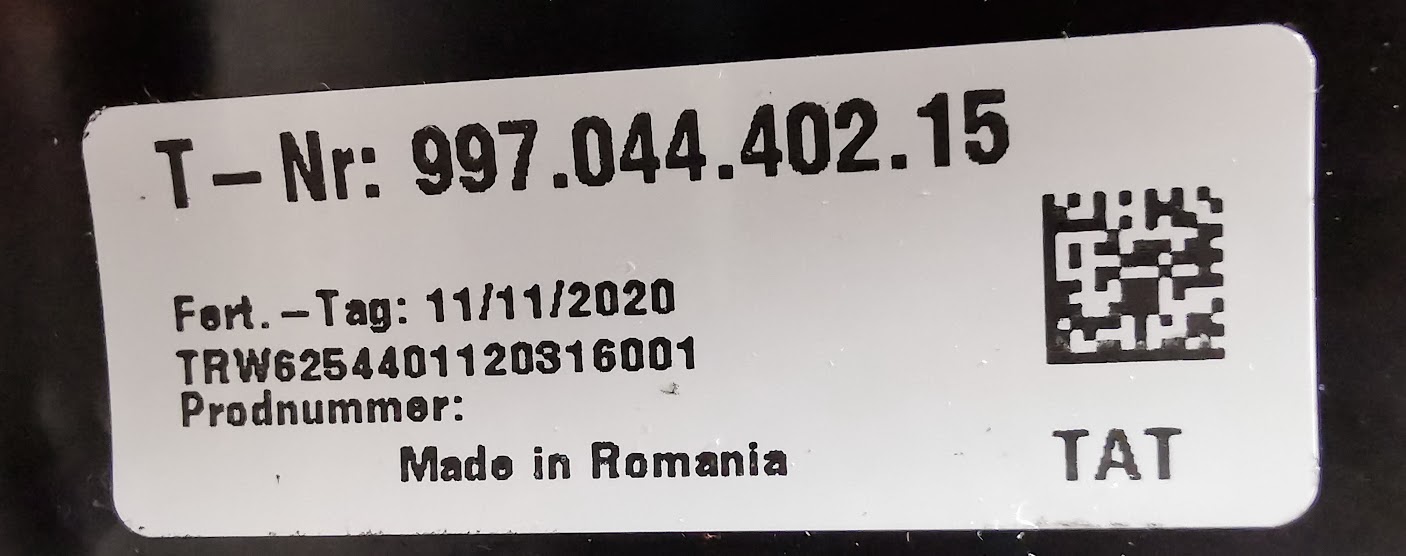 T-Nr: 997.044.402.15
Fert.-Tag: 11/11/2020
TRW6254401120316001
Prodnummer:
Made in Romania
TAT